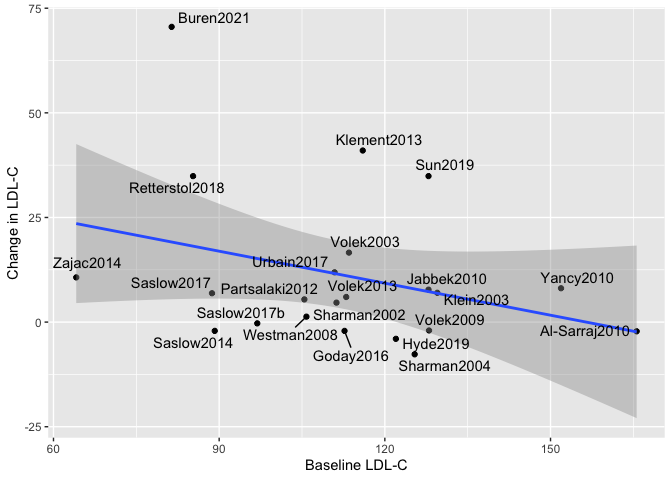 75
Buren2021
50
Klement2013
Sun2019
Retterstol2018
Change in LDL-C
25
Volek2003
Urbain2017
Zajac2014
Saslow2017
Partsalaki2012
Volek2013
Jabbek2010
Yancy2010
Klein2003
Saslow2017b
Sharman2002
Volek2009
0
Westman2008
Al-Sarraj2010
Saslow2014
Goday2016
Hyde2019
Sharman2004
-25
60
90
120
150
Baseline LDL-C